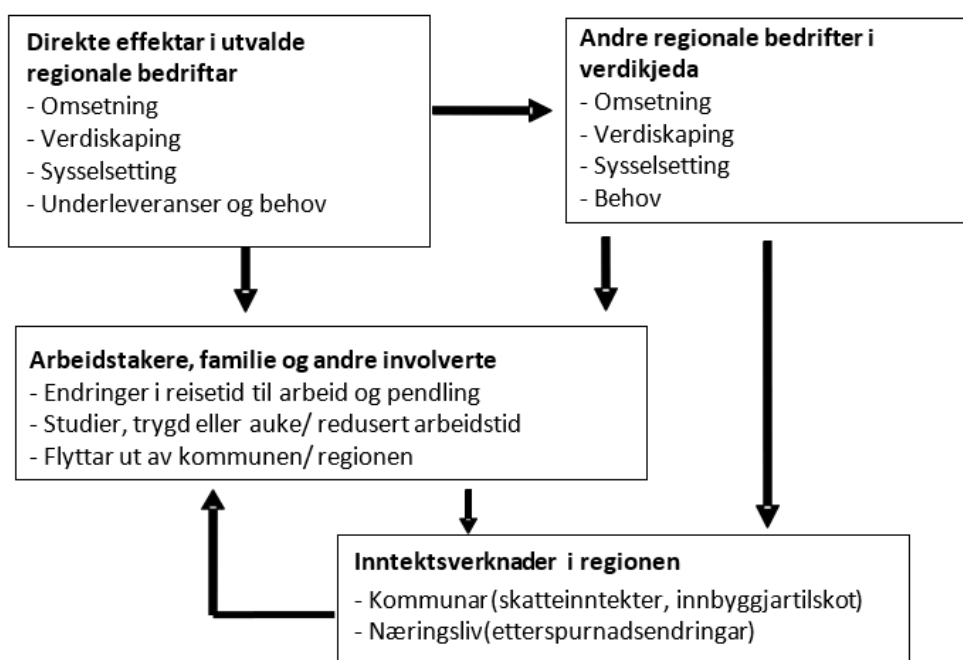 Direkte effektar i utvalde
regionale bedriftar
- Omsetning
- Verdiskaping
- Sysselsetting
- Underleveranser og behov
Andre regionale bedrifter i
verdikjeda
- Omsetning
- Verdiskaping
- Sysselsetting
- Behov
Arbeidstakere, familie og andre involverte
- Endringer i reisetid til arbeid og pendling
- Studier, trygd eller auke/ redusert arbeidstid
- Flyttar ut av kommunen/ regionen
Inntektsverknader i regionen
- Kommunar(skatteinntekter, innbyggjartilskot)
- Næringsliv(etterspurnadsendringar)